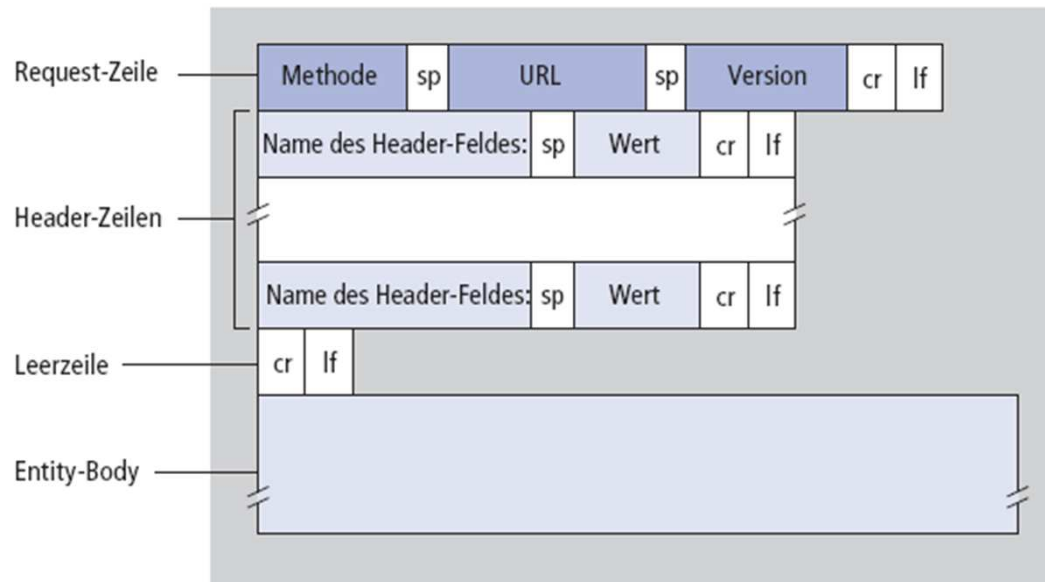 Request-Zeile
Methode sp URL sp Version cr lf
Name des Header-Feldes: sp Wert cr lf
Header-Zeilen
Name des Header-Feldes: sp Wert cr lf
Leerzeile
cr lf
Entity-Body